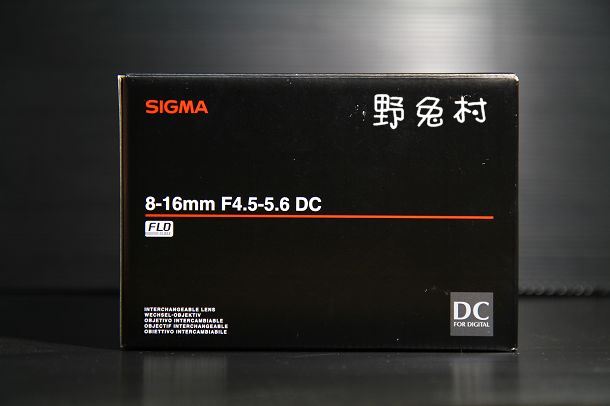 SIGMA
野兔村
8-16mm F4.5-5.6 DC
FLD
INTERCHANGEABLE LENS
WECHSEL-OBJEKTIV
OBJETIVO INTERCAMBIABLE
OBJECTIF INTERCHANGEABLE
OBIETTIVO INTERCAMBIABILE
DC
FOR DIGITAL